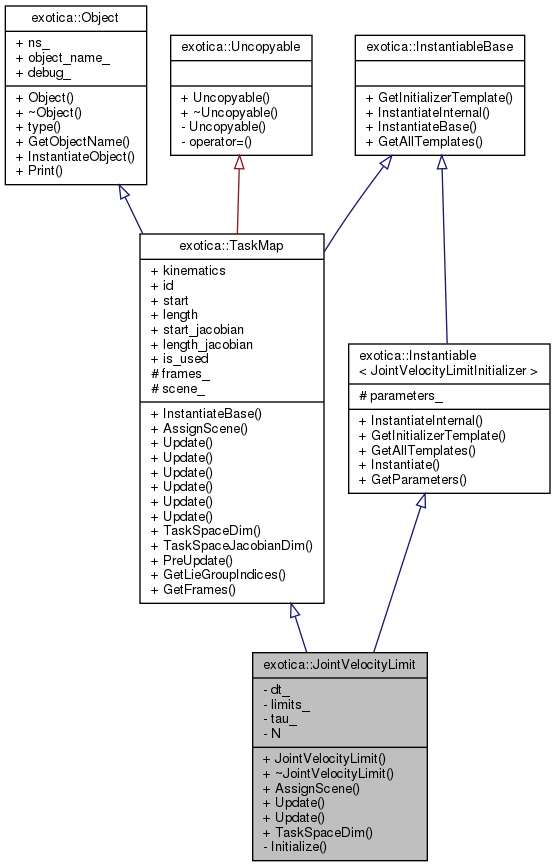 exotica::Object
+ ns_
+ object_name_
+ debug_
+ Object()
+ ~Object()
+ type()
+ GetObjectName()
+ InstantiateObject()
+ Print()
exotica::Uncopyable
+ Uncopyable()
+ ~Uncopyable()
- Uncopyable()
- operator=()
exotica::InstantiableBase
+ GetInitializerTemplate()
+ InstantiateInternal()
+ InstantiateBase()
+ GetAllTemplates()
exotica::TaskMap
+ kinematics
+ id
+ start
+ length
+ start_jacobian
+ length_jacobian
+ is_used
# frames_
# scene_
+ InstantiateBase()
+ AssignScene()
+ Update()
+ Update()
+ Update()
+ Update()
+ Update()
+ Update()
+ TaskSpaceDim()
+ TaskSpaceJacobianDim()
+ PreUpdate()
+ GetLieGroupIndices()
+ GetFrames()
exotica::Instantiable
< JointVelocityLimitInitializer >
# parameters_
+ InstantiateInternal()
+ GetInitializerTemplate()
+ GetAllTemplates()
+ Instantiate()
+ GetParameters()
exotica::JointVelocityLimit
- dt_
- limits_
- tau_
- N
+ JointVelocityLimit()
+ ~JointVelocityLimit()
+ AssignScene()
+ Update()
+ Update()
+ TaskSpaceDim()
- Initialize()